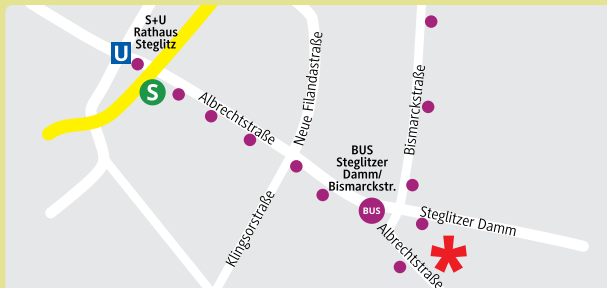 S+U
Rathaus
Steglitz
U
S
Albrechtstraße
Neue Filandastraße
Bismarckstraße
BUS
Steglitzer
Damm/
Bismarckstr.
Klingsorstraße
BUS
Steglitzer Damm
Albrechtstraße